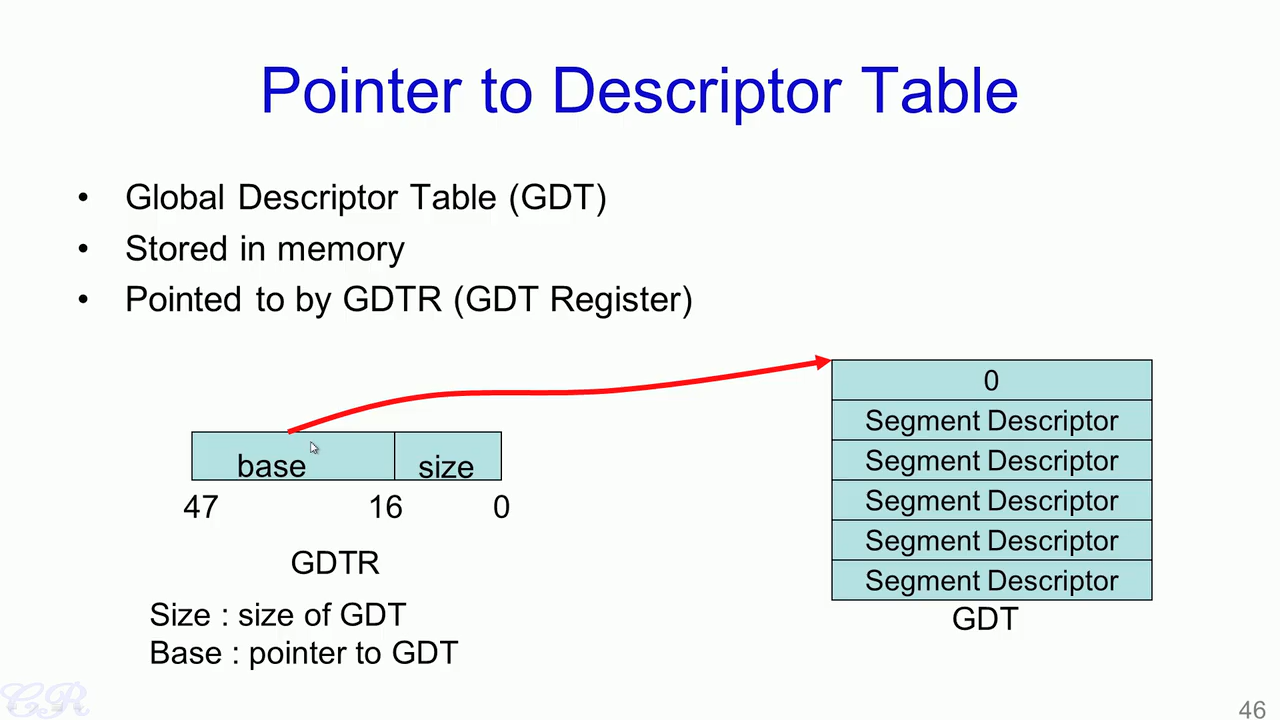 Pointer to Descriptor Table
• Global Descriptor Table (GDT)
• Stored in memory
• Pointed to by GDTR (GDT Register)
0
Segment Descriptor
Segment Descriptor
Segment Descriptor
Segment Descriptor
Segment Descriptor
GDT
base size
47 16 0
GDTR
Size : size of GDT
Base : pointer to GDT
CR
46